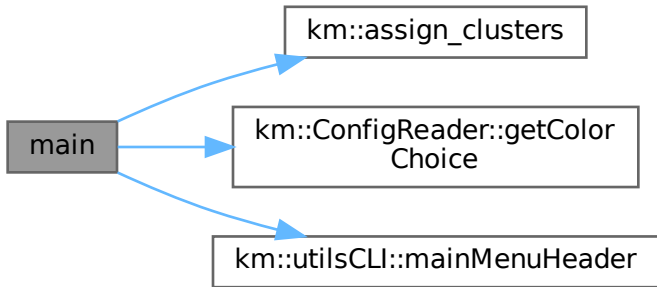 km::assign_clusters
main
km::ConfigReader::getColor
Choice
km::utilsCLI::mainMenuHeader